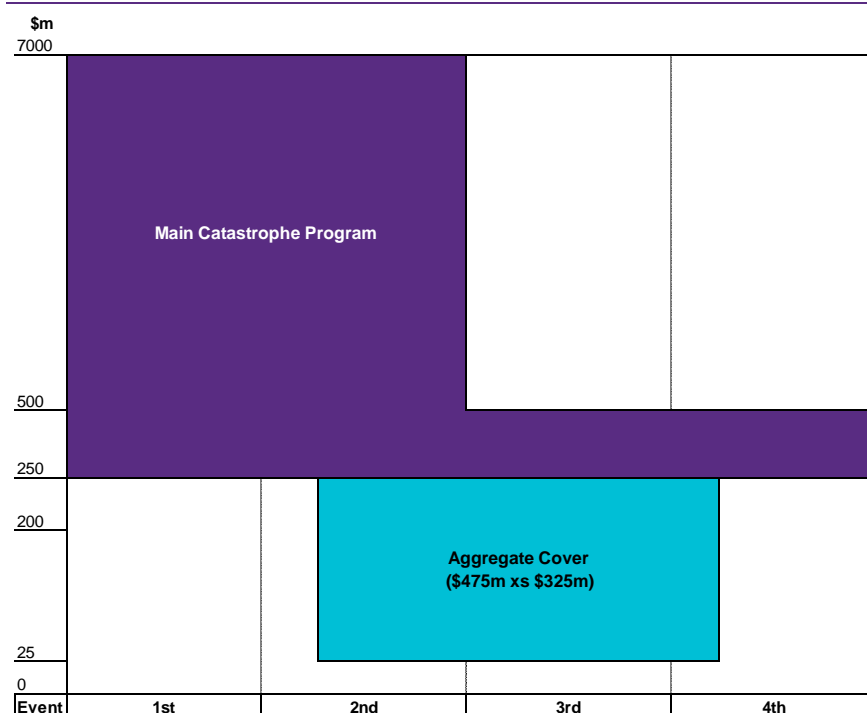 $m
7000
Main Catastrophe Program
500
250
200
Aggregate Cover
($475m xs $325m)
25
0
Event 1st 2nd 3rd 4th